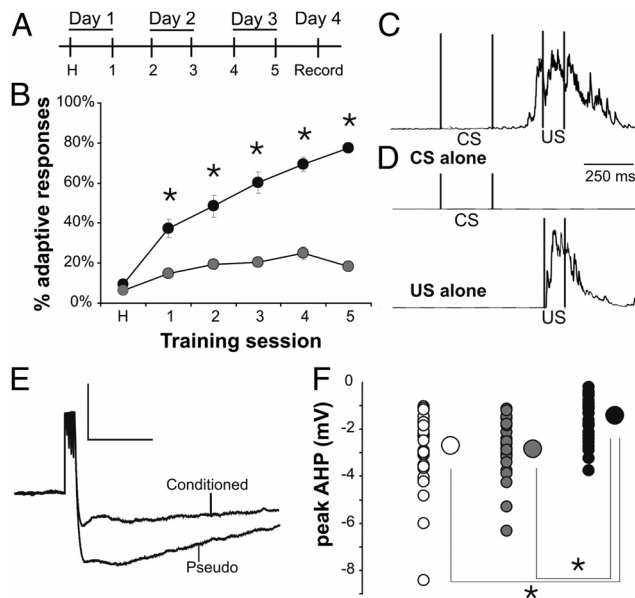 A
Day 1 Day 2 Day 3 Day 4
H 1 2 3 4 5 Record
B
100%
80%
60%
40%
20%
0%
% adaptive responses
* * * * *
H 1 2 3 4 5
Training session
C
CS US
D
CS alone
250 ms
CS
US alone
US
E
Conditioned
Pseudo
F
0
-2
-4
-6
-8
peak AHP (mV)
*
*